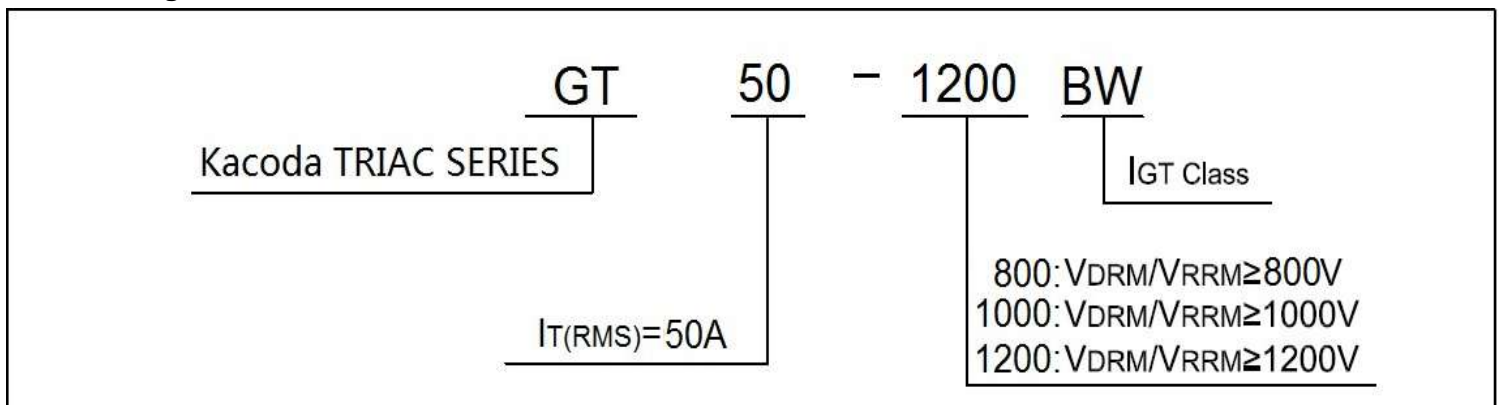 GT 50 - 1200 BW
Kacoda TRIAC SERIES
IGT Class
800:VDRM/VRRM≥800V
1000:VDRM/VRRM≥1000V
IT(RMS)=50A
1200:VDRM/VRRM≥1200V